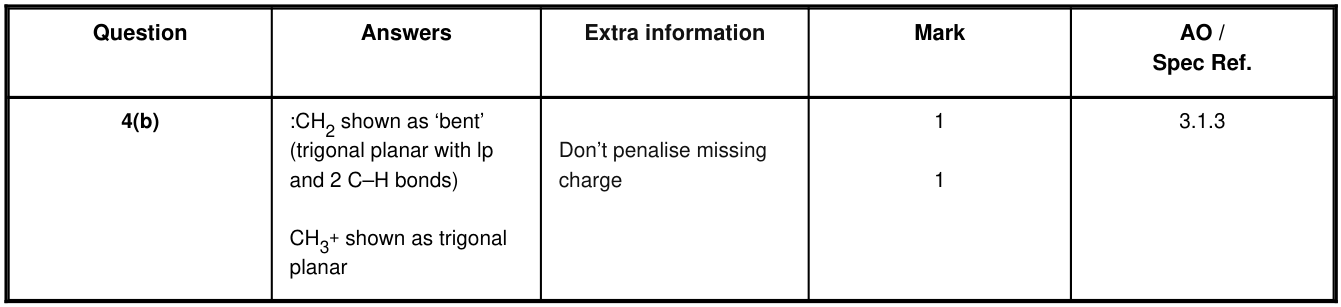 Question
Answers
Extra information
Mark
AO /
Spec Ref.
4(b)
:CH2 shown as ‘bent’
(trigonal planar with lp
and 2 C–H bonds)
CH3+ shown as trigonal
planar
Don’t penalise missing
charge
1
1
3.1.3